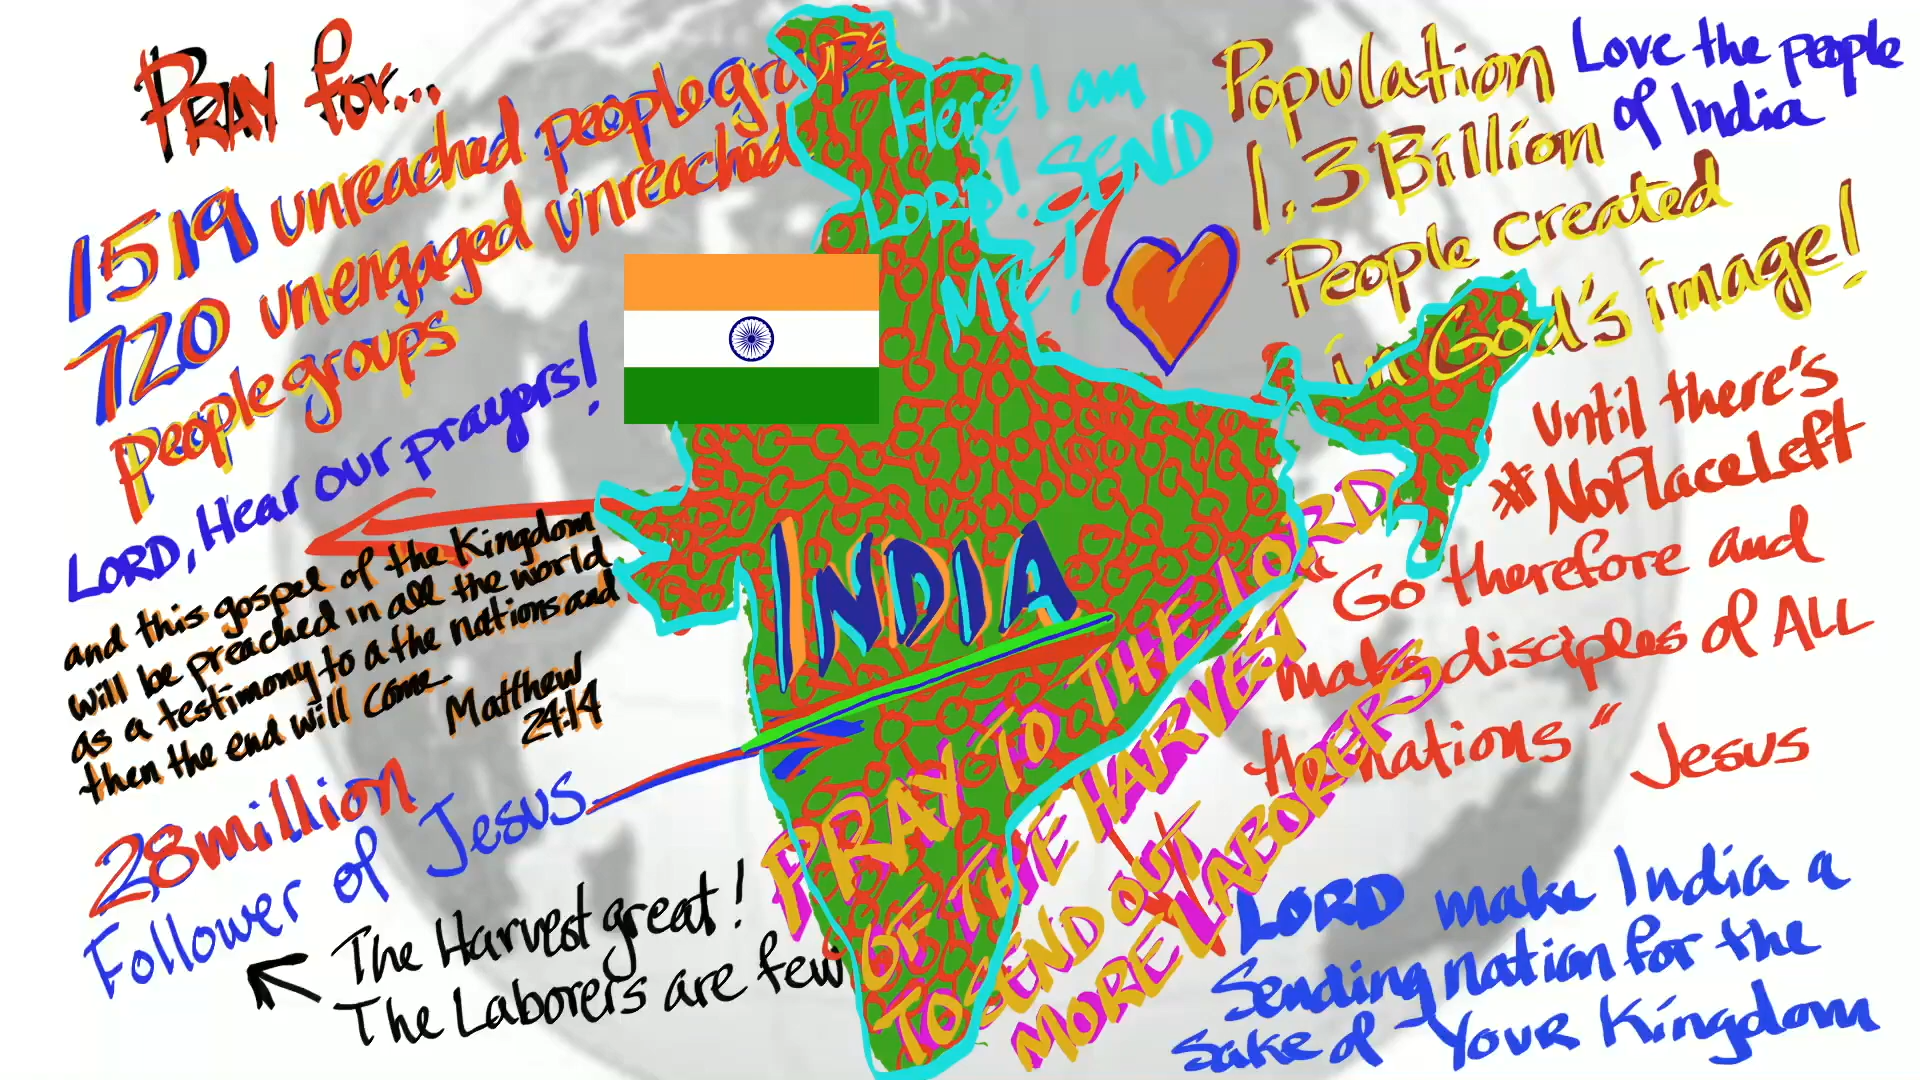 PRAY for...
1519 unreached people groups
720 unengaged unreached
people groups
LORD, Hear our prayers!
and this gospel of the Kingdom
will be preached in all the world
as a testimony to a the nations and
then the end will come
Matthew
24:14
28 million
Follower of Jesus
The Harvest great!
The Laborers are few
Here I am
LORD! SEND
ME!
INDIA
PRAY TO THE LORD
OF THE HARVEST
TO SEND OUT
MORE LABORERS
Population
1.3 Billion
People created
in God's image!
Love the people
of India
Until there's
#NoPlaceLeft
"Go therefore and
make disciples of ALL
the nations" Jesus
LORD make India a
Sending nation for the
Sake of YOUR Kingdom